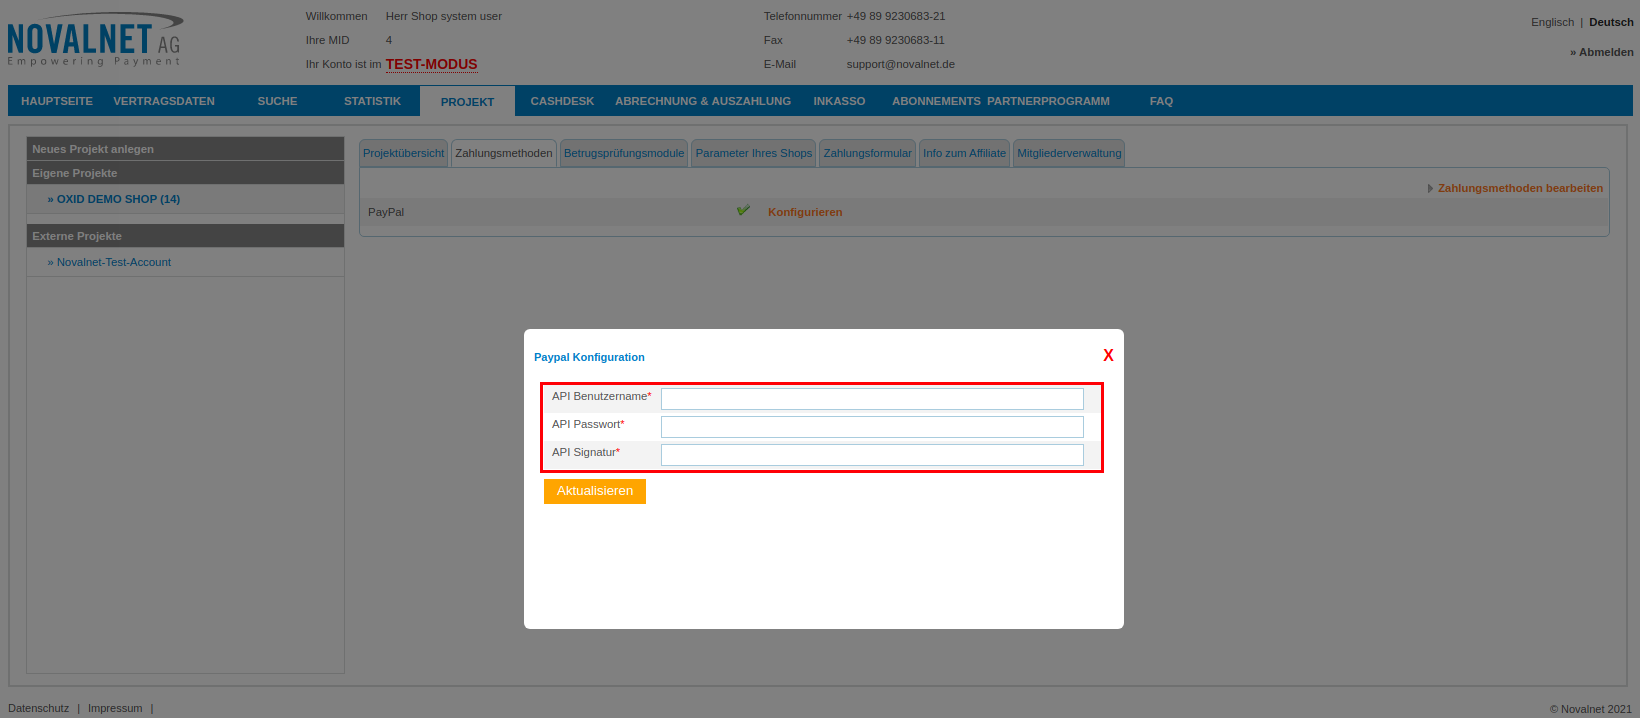 NOVALNET AG
Empowering Payment
Willkommen Herr Shop system user
Ihre MID 4
Ihr Konto ist im TEST-MODUS
Telefonnummer +49 89 9230683-21
Fax +49 89 9230683-11
E-Mail support@novalnet.de
Englisch | Deutsch
» Abmelden
HAUPTSEITE VERTRAGSDATEN SUCHE STATISTIK PROJEKT CASHDESK ABRECHNUNG & AUSZAHLUNG INKASSO ABONNEMENTS PARTNERPROGRAMM FAQ
Neues Projekt anlegen
Eigene Projekte
» OXID DEMO SHOP (14)
Externe Projekte
» Novalnet-Test-Account
Projektübersicht Zahlungsmethoden Betrugsprüfungsmodule Parameter Ihres Shops Zahlungsformular Info zum Affiliate Mitgliederverwaltung
Zahlungsmethoden bearbeiten
PayPal Konfigurieren
Paypal Konfiguration X
API Benutzername*
API Passwort*
API Signatur*
Aktualisieren
Datenschutz | Impressum |
© Novalnet 2021